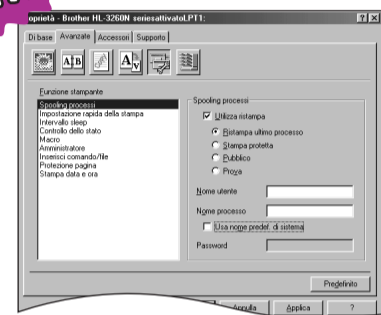 oprietà - Brother HL-3260N seriesattivatoLPT1:
Di base Avanzate Accessori Supporto
Funzione stampante
Spooling processi
Impostazione rapida della stampa
Intervallo sleep
Controllo dello stato
Macro
Amministratore
Inserisci comando/file
Protezione pagina
Stampa data e ora
Spooling processi
Utilizza ristampa
Ristampa ultimo processo
Stampa protetta
Pubblico
Prova
Nome utente
Nome processo
Usa nome predef. di sistema
Password
Predefinito
Annulla Applica ?